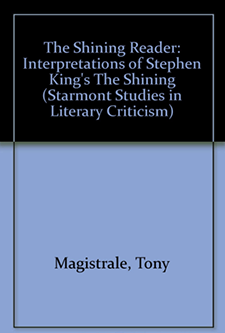 The Shining Reader:
Interpretations of Stephen
King's The Shining
(Starmont Studies in
Literary Criticism)
Magistrale, Tony